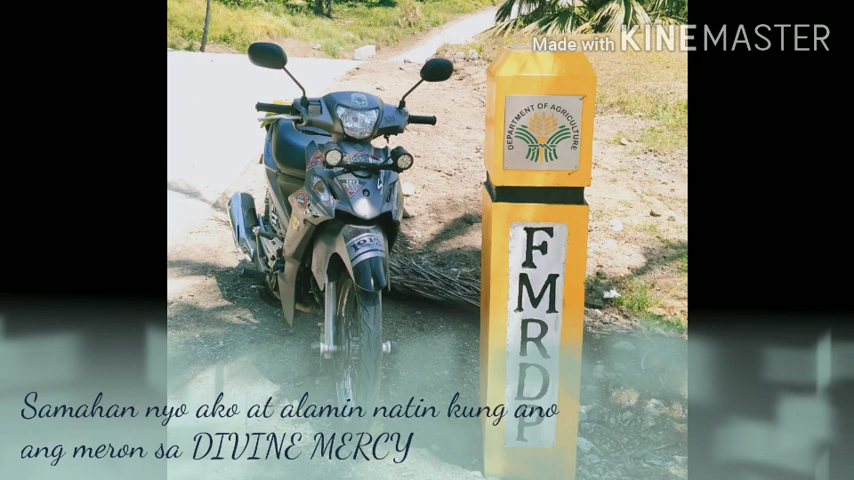 Made with KINEMASTER
DEPARTMENT OF AGRICULTURE
FMRDP
Samahan nyo ako at alamin natin kung ano
ang meron sa DIVINE MERCY